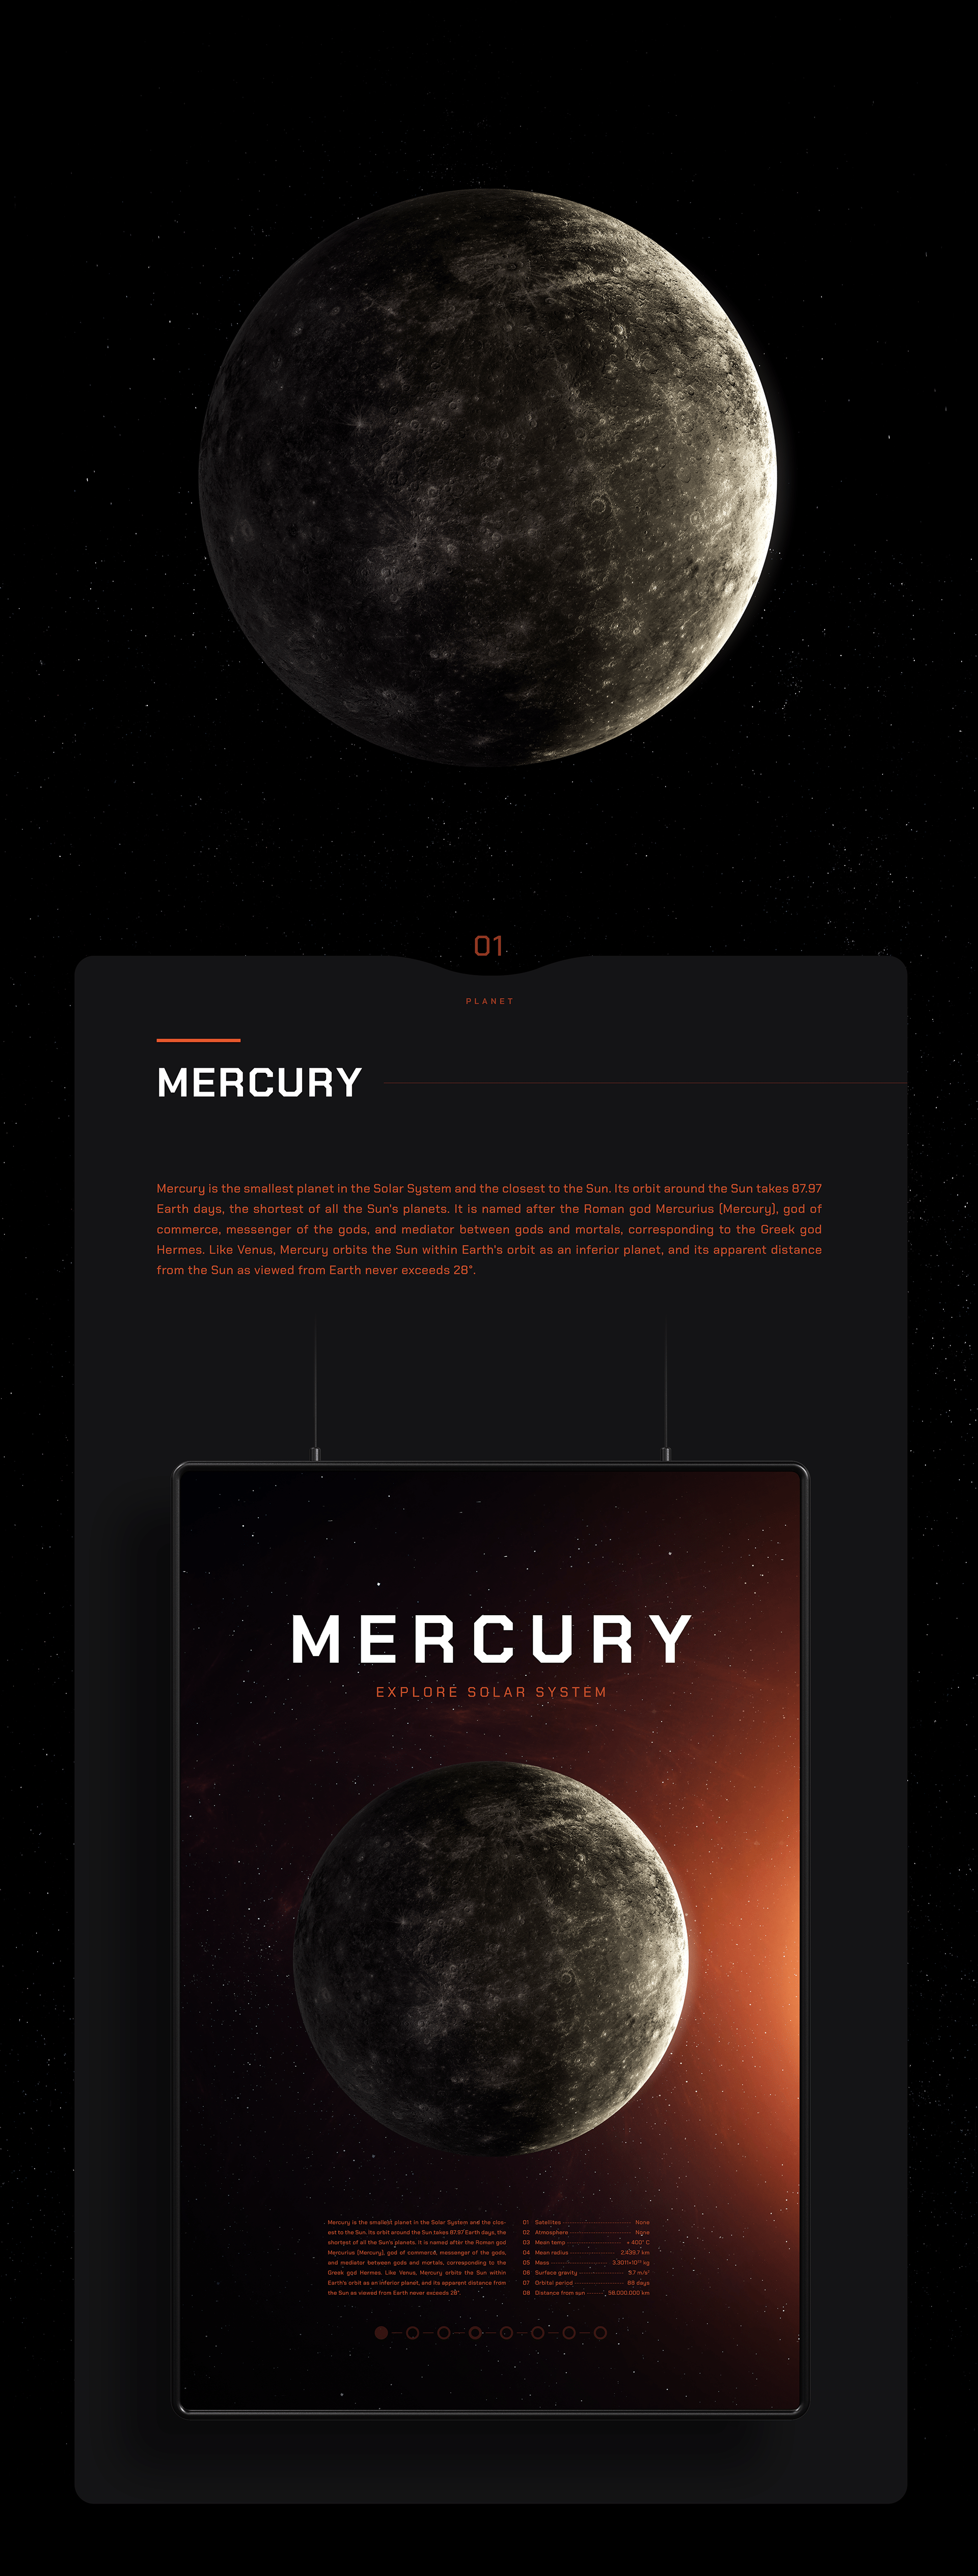 01
PLANET
MERCURY
Mercury is the smallest planet in the Solar System and the closest to the Sun. Its orbit around the Sun takes 87.97
Earth days, the shortest of all the Sun's planets. It is named after the Roman god Mercurius (Mercury), god of
commerce, messenger of the gods, and mediator between gods and mortals, corresponding to the Greek god
Hermes. Like Venus, Mercury orbits the Sun within Earth's orbit as an inferior planet, and its apparent distance
from the Sun as viewed from Earth never exceeds 28°.
MERCURY
EXPLORE SOLAR SYSTEM
Mercury is the smallest planet in the Solar System and the clos-
est to the Sun. Its orbit around the Sun takes 87.97 Earth days, the
shortest of all the Sun's planets. It is named after the Roman god
Mercurius (Mercury), god of commerce, messenger of the gods,
and mediator between gods and mortals, corresponding to the
Greek god Hermes. Like Venus, Mercury orbits the Sun within
Earth's orbit as an inferior planet, and its apparent distance from
the Sun as viewed from Earth never exceeds 28°.
01 Satellites None
02 Atmosphere None
03 Mean temp + 400° C
04 Mean radius 2.439,7 km
05 Mass kg
06 Surface gravity 3,7 m/s²
07 Orbital period 88 days
08 Distance from sun 58.000.000 km